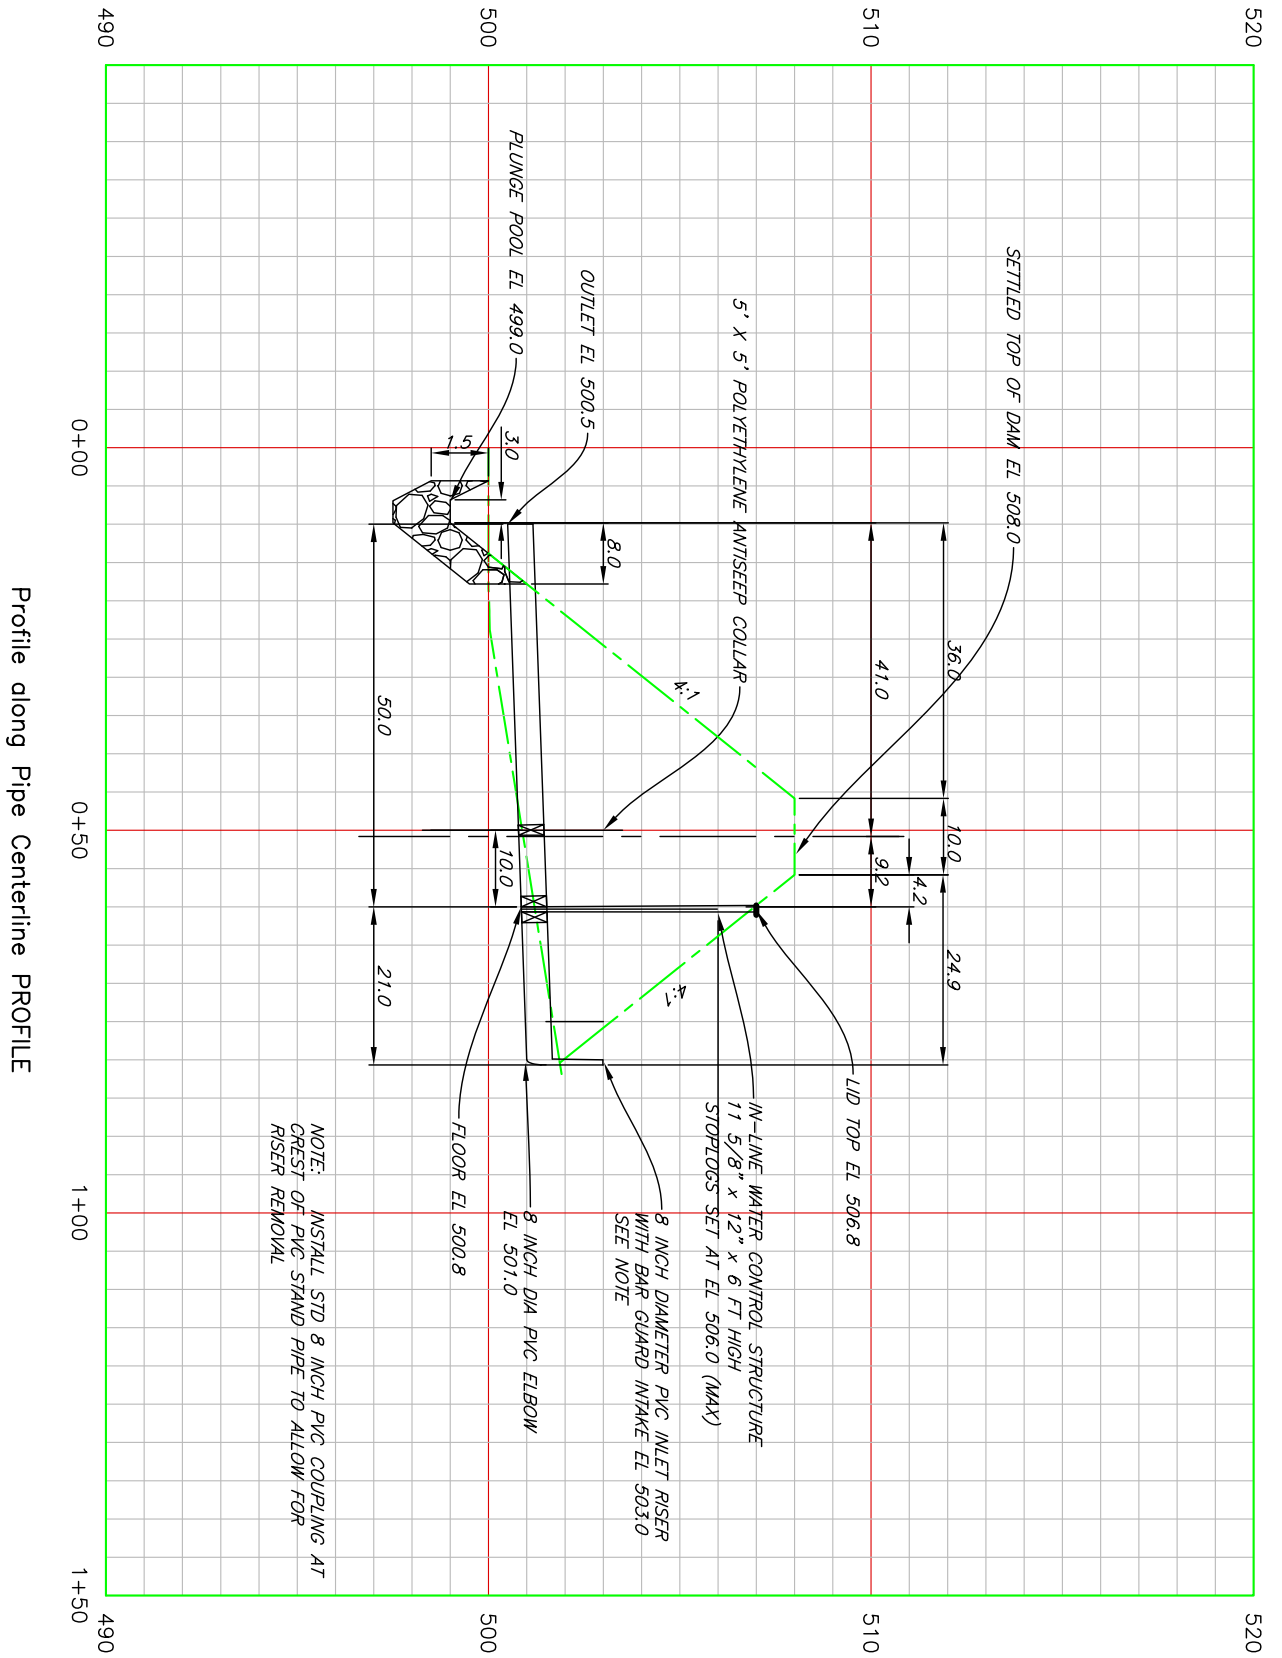 520
510
500
490
520
510
500
490
SETTLED TOP OF DAM EL 508.0
5' X 5' POLYETHYLENE ANTISEEP COLLAR
OUTLET EL 500.5
PLUNGE POOL EL 499.0
36.0
10.0
24.9
4.2
41.0
9.2
8.0
3.0
1.5
4:1
4:1
10.0
50.0
21.0
LID TOP EL 506.8
IN-LINE WATER CONTROL STRUCTURE
11 5/8" x 12" x 6 FT HIGH
STOPLOGS SET AT EL 506.0 (MAX)
8 INCH DIAMETER PVC INLET RISER
WITH BAR GUARD INTAKE EL 503.0
SEE NOTE
8 INCH DIA PVC ELBOW
EL 501.0
FLOOR EL 500.8
NOTE: INSTALL STD 8 INCH PVC COUPLING AT
CREST OF PVC STAND PIPE TO ALLOW FOR
RISER REMOVAL
0+00
0+50
1+00
1+50
Profile along Pipe Centerline PROFILE